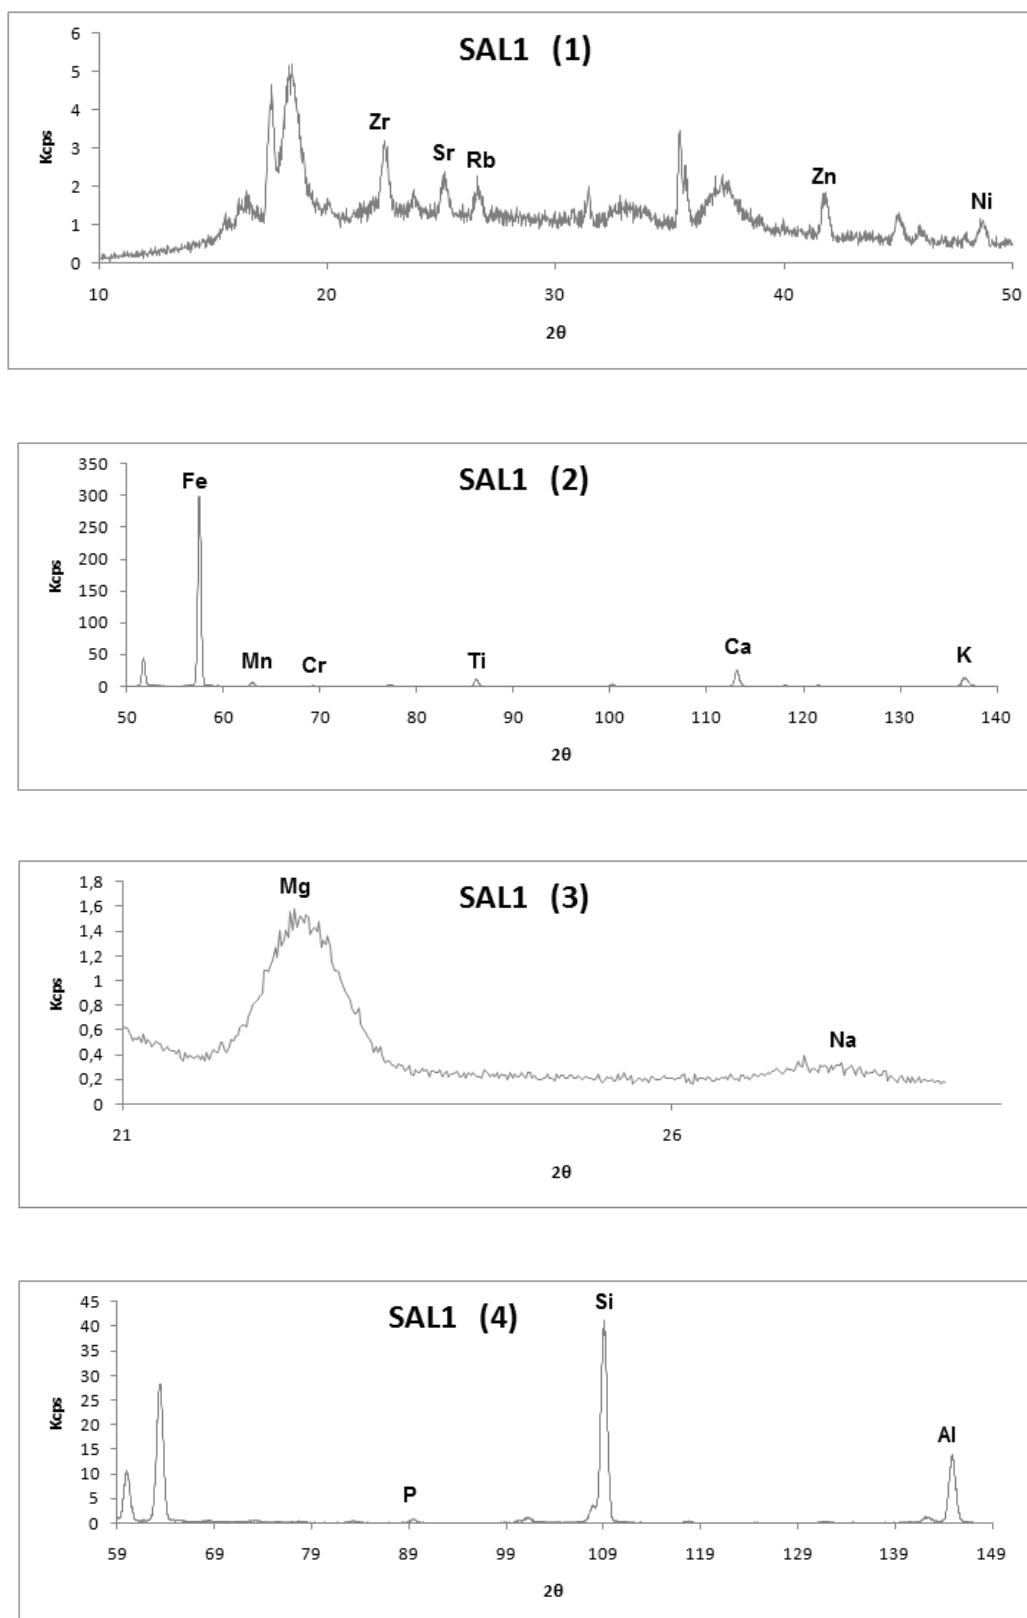 SAL1 (1)
Kcps
6
5
4
3
2
1
0
Zr
Sr
Rb
Zn
Ni
10 20 30 40 50
2θ
SAL1 (2)
Kcps
350
300
250
200
150
100
50
0
Fe
Mn
Cr
Ti
Ca
K
50 60 70 80 90 100 110 120 130 140
2θ
SAL1 (3)
Kcps
1,8
1,6
1,4
1,2
1
0,8
0,6
0,4
0,2
0
Mg
Na
21 26
2θ
SAL1 (4)
Kcps
45
40
35
30
25
20
15
10
5
0
P
Si
Al
59 69 79 89 99 109 119 129 139 149
2θ